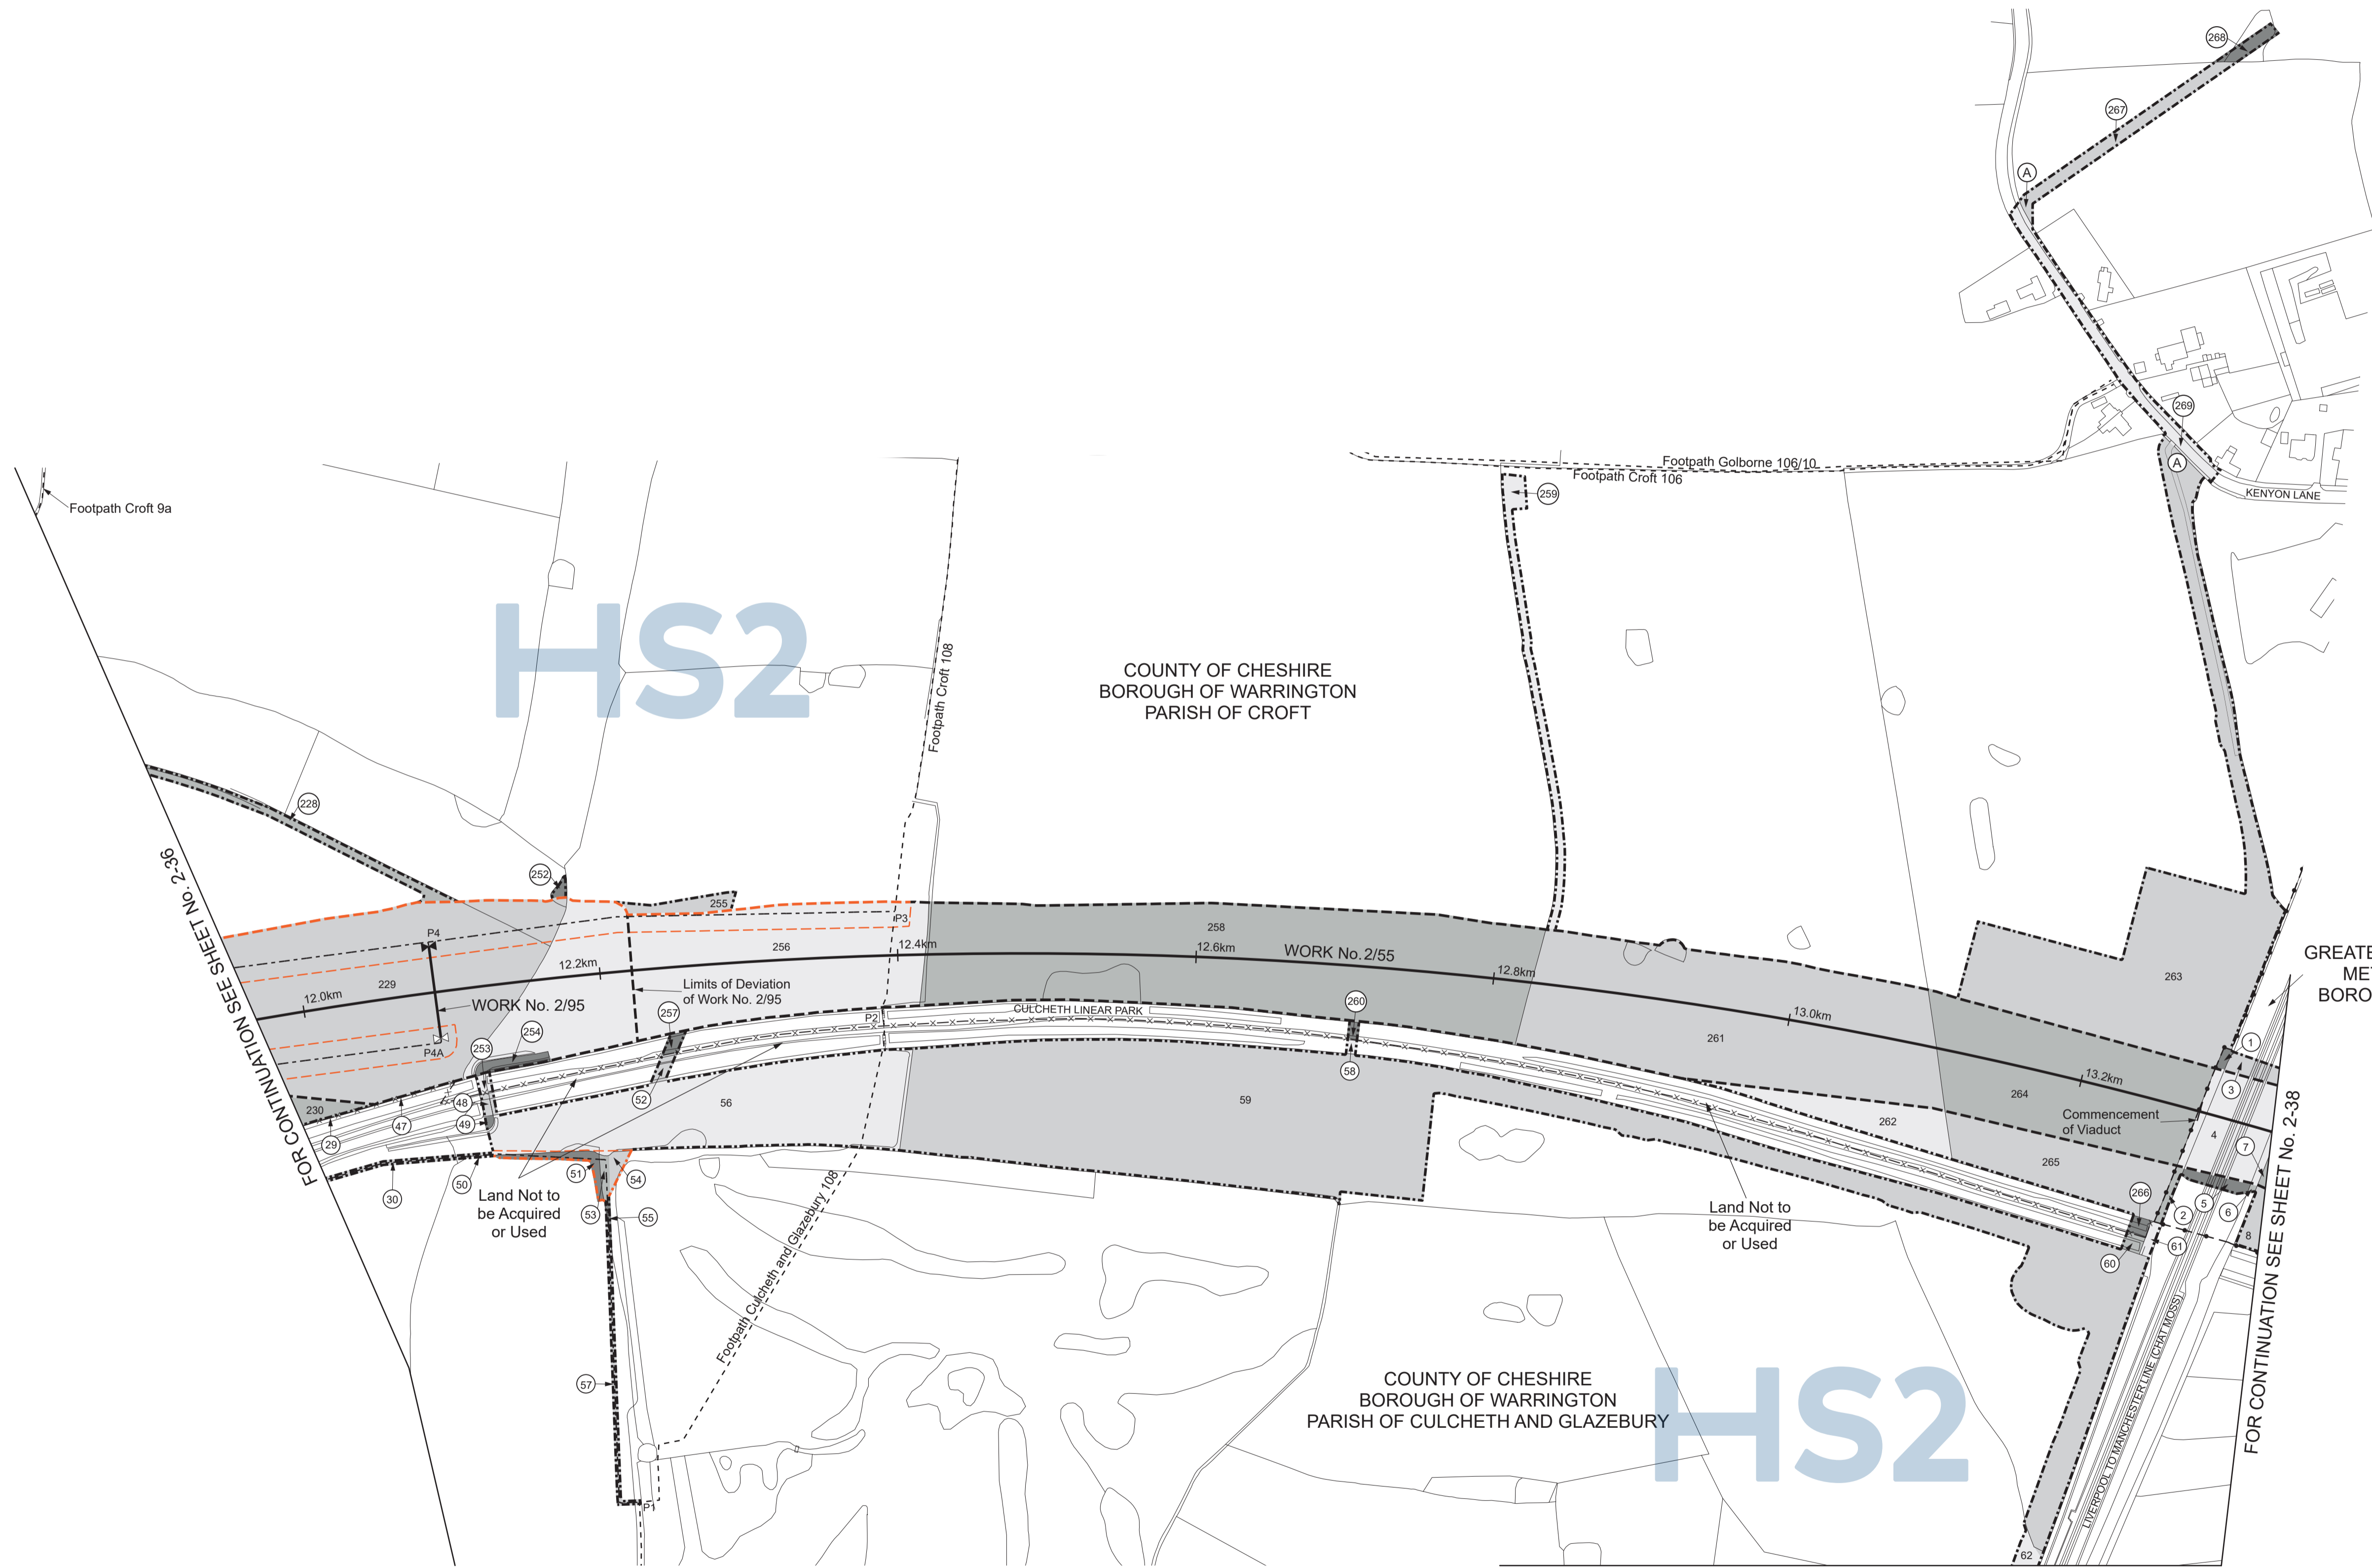 268
267
A
269
A
KENYON LANE
Footpath Golborne 106/10
Footpath Croft 106
259
Footpath Croft 9a
HS2
Footpath Croft 108
COUNTY OF CHESHIRE
BOROUGH OF WARRINGTON
PARISH OF CROFT
228
FOR CONTINUATION SEE SHEET No. 2-36
252
255
P3
P4
256
258
12.4km
12.6km
WORK No. 2/55
12.2km
12.8km
229
12.0km
WORK No. 2/95
Limits of Deviation
of Work No. 2/95
263
GREATE
MET
BORO
13.0km
P2
CULCHETH LINEAR PARK
257
260
254
253
P4A
261
1
13.2km
3
264
230
29
47
48
49
52
56
58
59
262
Commencement
of Viaduct
4
7
265
30
50
51
54
53
55
Land Not to
be Acquired
or Used
Land Not to
be Acquired
or Used
266
2
5
6
8
61
60
FOR CONTINUATION SEE SHEET No. 2-38
Footpath Culcheth and Glazebury 108
57
P1
COUNTY OF CHESHIRE
BOROUGH OF WARRINGTON
PARISH OF CULCHETH AND GLAZEBURY
HS2
LIVERPOOL TO MANCHESTER LINE (CHAT MOSS)
62